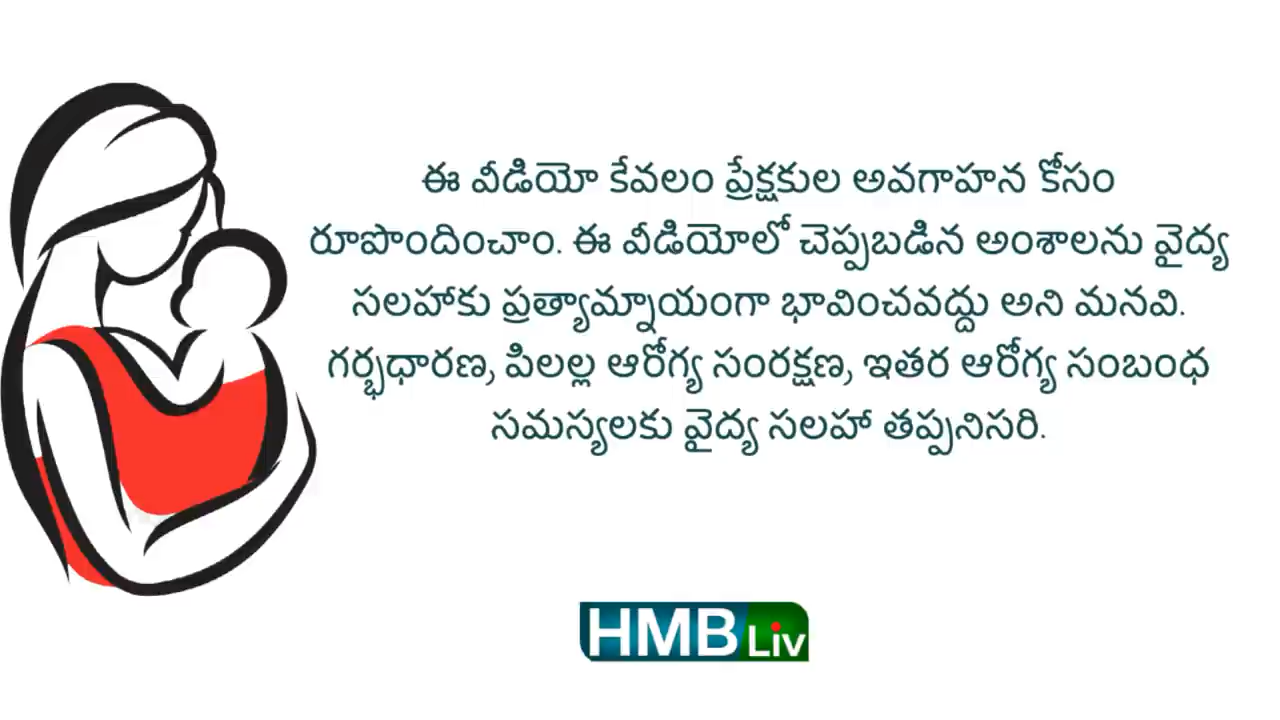 ఈ వీడియో కేవలం ప్రేక్షకుల అవగాహన కోసం
రూపొందించాం. ఈ వీడియోలో చెప్పబడిన అంశాలను వైద్య
సలహాకు ప్రత్యామ్నాయంగా భావించవద్దు అని మనవి.
గర్భధారణ, పిలల్ల ఆరోగ్య సంరక్షణ, ఇతర ఆరోగ్య సంబంధ
సమస్యలకు వైద్య సలహా తప్పనిసరి.
HMB Liv